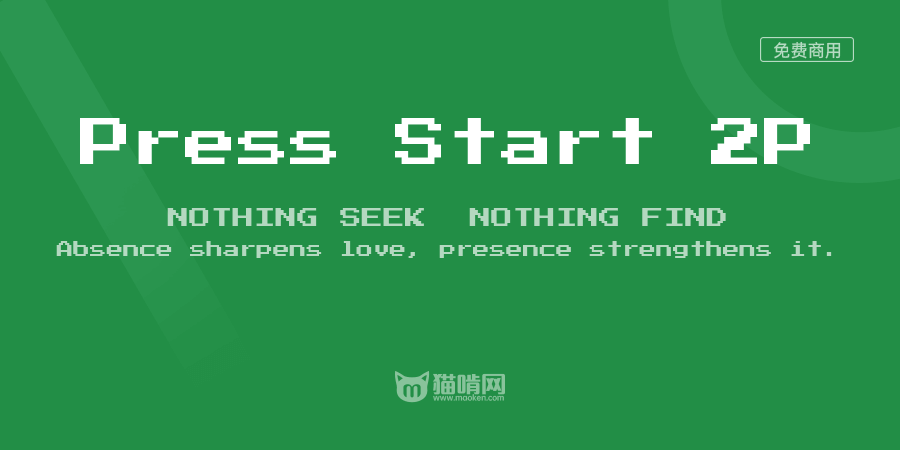 免费商用
Press Start 2P
NOTHING SEEK  NOTHING FIND
Absence sharpens love, presence strengthens it.
猫啃网
www.mooken.com